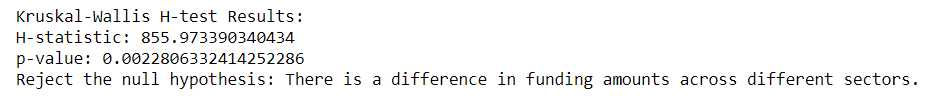 Kruskal-Wallis H-test Results:
H-statistic: 855.973390340434
p-value: 0.0022806332414252286
Reject the null hypothesis: There is a difference in funding amounts across different sectors.